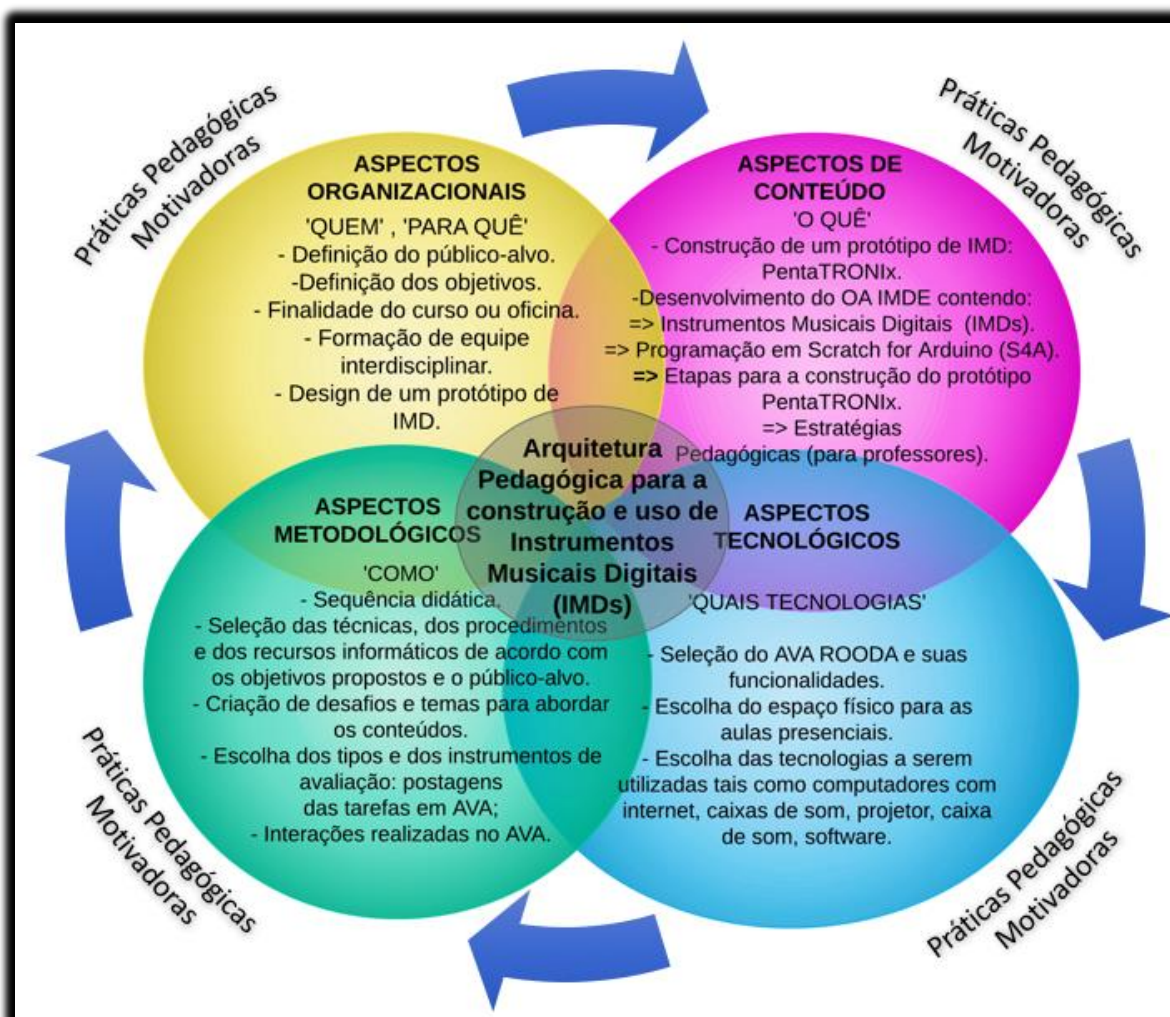 Práticas Pedagógicas
Motivadoras
Práticas Pedagógicas
Motivadoras
ASPECTOS
ORGANIZACIONAIS
'QUEM' , 'PARA QUÊ'
- Definição do público-alvo.
-Definição dos objetivos.
- Finalidade do curso ou oficina.
- Formação de equipe
interdisciplinar.
- Design de um protótipo de
IMD.
ASPECTOS DE
CONTEÚDO
'O QUÊ'
- Construção de um protótipo de IMD:
PentaTRONIx.
-Desenvolvimento do OA IMDE contendo:
=> Instrumentos Musicais Digitais (IMDs).
=> Programação em Scratch for Arduino (S4A).
=> Etapas para a construção do protótipo
PentaTRONIx.
=> Estratégias
Pedagógicas (para professores).
Arquitetura
Pedagógica para a
construção e uso de
Instrumentos
Musicais Digitais
(IMDs)
ASPECTOS
METODOLÓGICOS
'COMO'
- Sequência didática.
- Seleção das técnicas, dos procedimentos
e dos recursos informáticos de acordo com
os objetivos propostos e o público-alvo.
- Criação de desafios e temas para abordar
os conteúdos.
- Escolha dos tipos e dos instrumentos de
avaliação: postagens
das tarefas em AVA;
- Interações realizadas no AVA.
ASPECTOS
TECNOLÓGICOS
'QUAIS TECNOLOGIAS'
- Seleção do AVA ROODA e suas
funcionalidades.
- Escolha do espaço físico para as
aulas presenciais.
- Escolha das tecnologias a serem
utilizadas tais como computadores com
internet, caixas de som, projetor, caixa
de som, software.
Práticas Pedagógicas
Motivadoras
Práticas Pedagógicas
Motivadoras